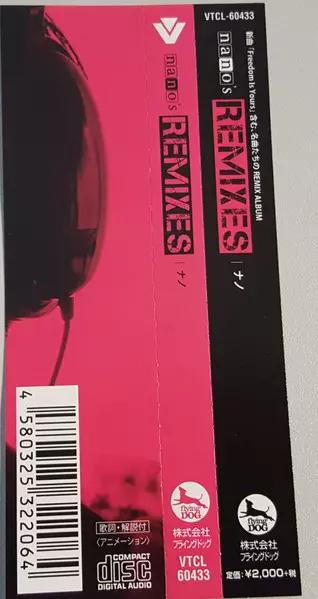 VTCL-60433
nano's
REMIXES
ナノ
新曲「Freedom Is Yours」含む、名曲たちのREMIX ALBUM
flying DOG
株式会社
フライングドッグ
定価:¥2,000+税
nano's
REMIXES
ナノ
flying DOG
株式会社
フライングドッグ
VTCL
60433
4 580325 322064
歌詞・解説付
〈アニメーション〉
COMPACT
disc
DIGITAL AUDIO